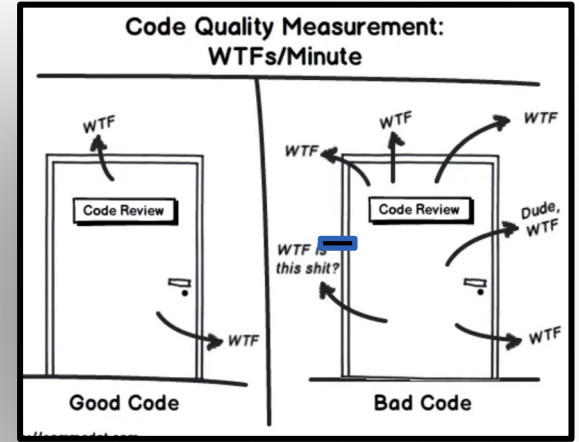 Code Quality Measurement:
WTFs/Minute
WTF
Code Review
WTF
Good Code
WTF
WTF
WTF
Code Review
Dude,
WTF
WTF is
this shit?
WTF
Bad Code